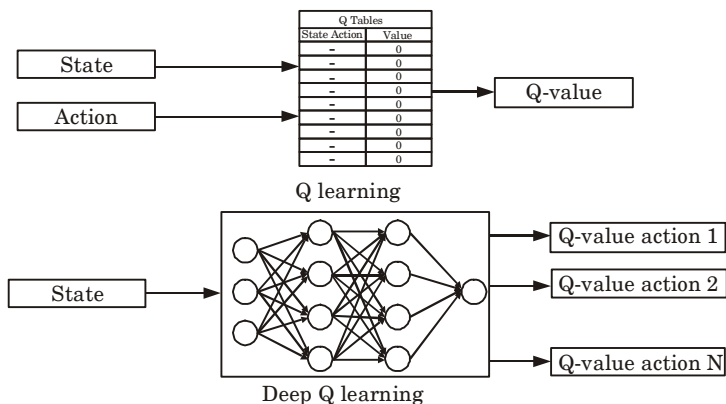 Q Tables
State Action Value
- 0
- 0
- 0
- 0
- 0
- 0
- 0
- 0
- 0
State
Action
Q-value
Q learning
State
Q-value action 1
Q-value action 2
Q-value action N
Deep Q learning